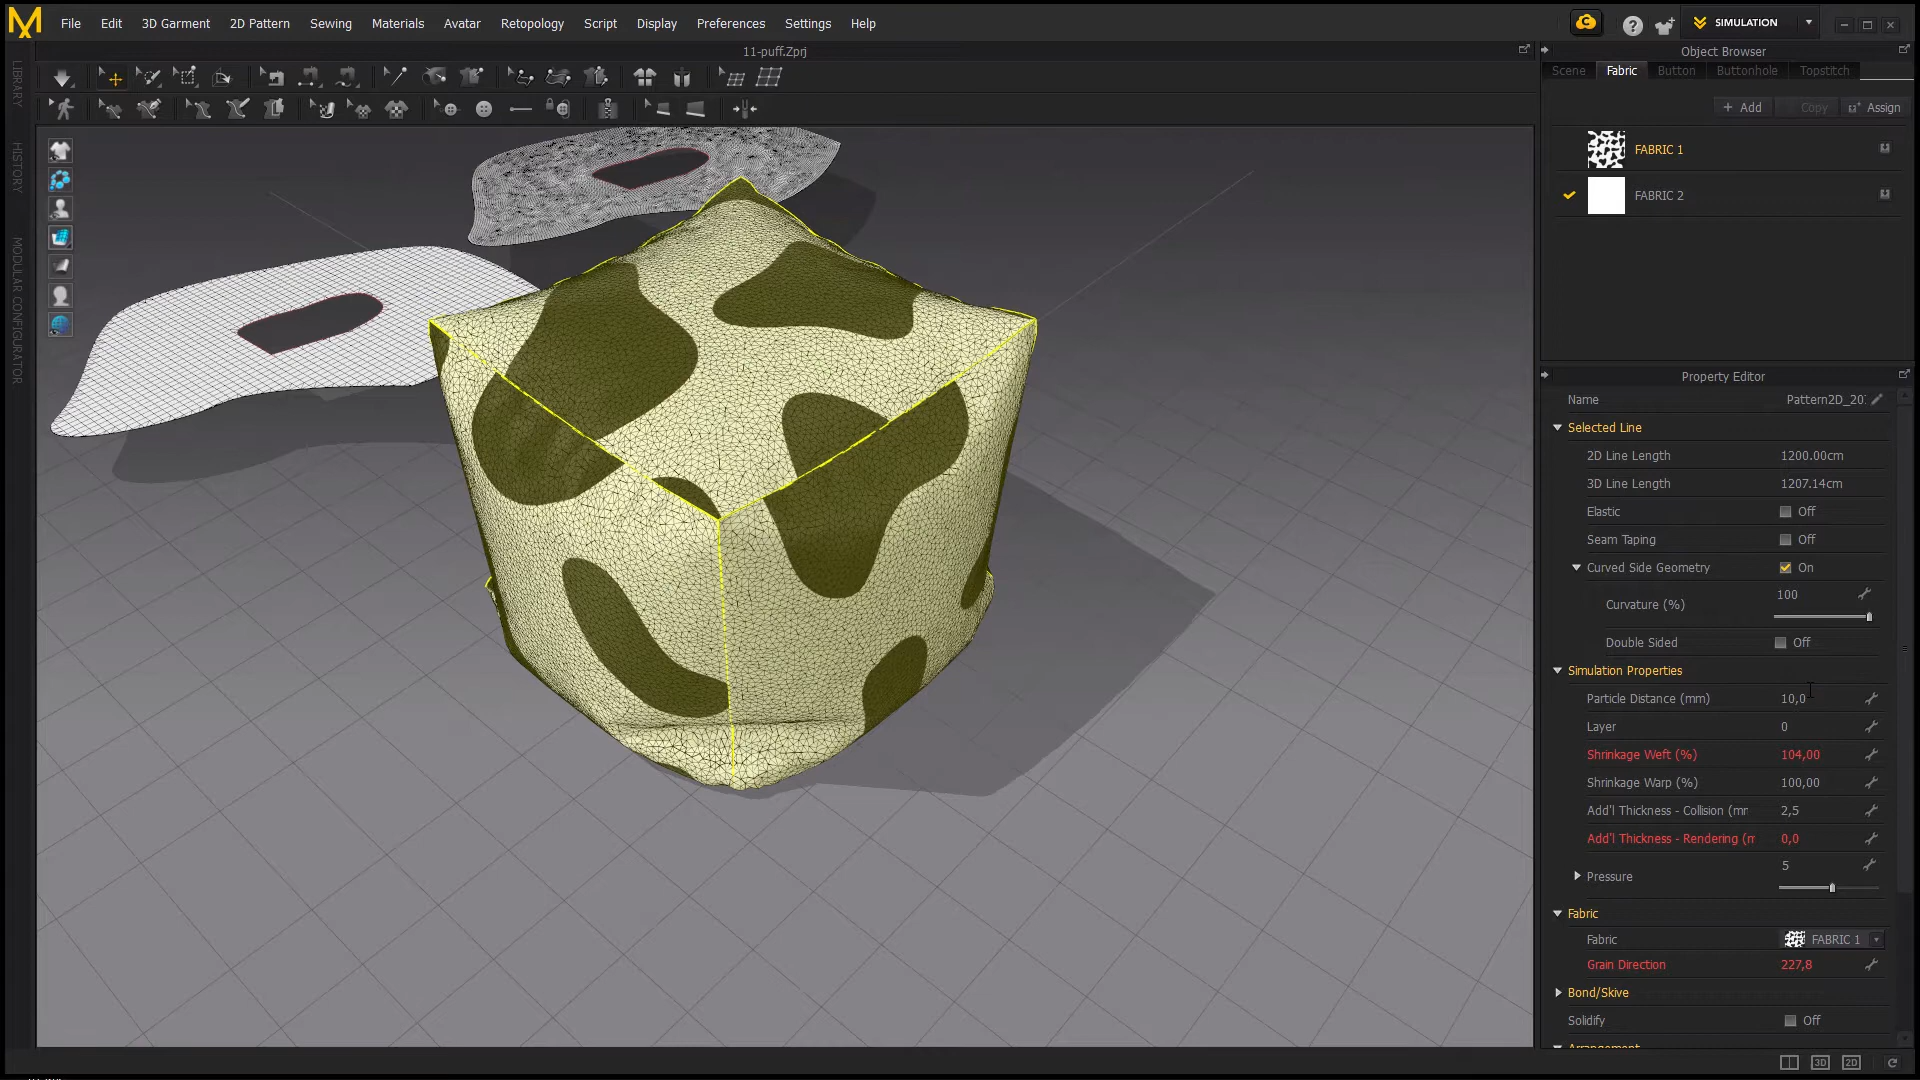 File Edit 3D Garment 2D Pattern Sewing Materials Avatar Retopology Script Display Preferences Settings Help
SIMULATION
11-puff.Zprj
Object Browser
Scene Fabric Button Buttonhole Topstitch
+ Add Copy Assign
FABRIC 1
FABRIC 2
LIBRARY
HISTORY
MODULAR CONFIGURATOR
Property Editor
Name Pattern2D_20
Selected Line
2D Line Length 1200.00cm
3D Line Length 1207.14cm
Elastic Off
Seam Taping Off
Curved Side Geometry On
Curvature (%) 100
Double Sided Off
Simulation Properties
Particle Distance (mm) 10,0
Layer 0
Shrinkage Weft (%) 104,00
Shrinkage Warp (%) 100,00
Add'l Thickness - Collision (mr 2,5
Add'l Thickness - Rendering (r 0,0
Pressure 5
Fabric
Fabric FABRIC 1
Grain Direction 227,8
Bond/Skive
Solidify Off
3D 2D